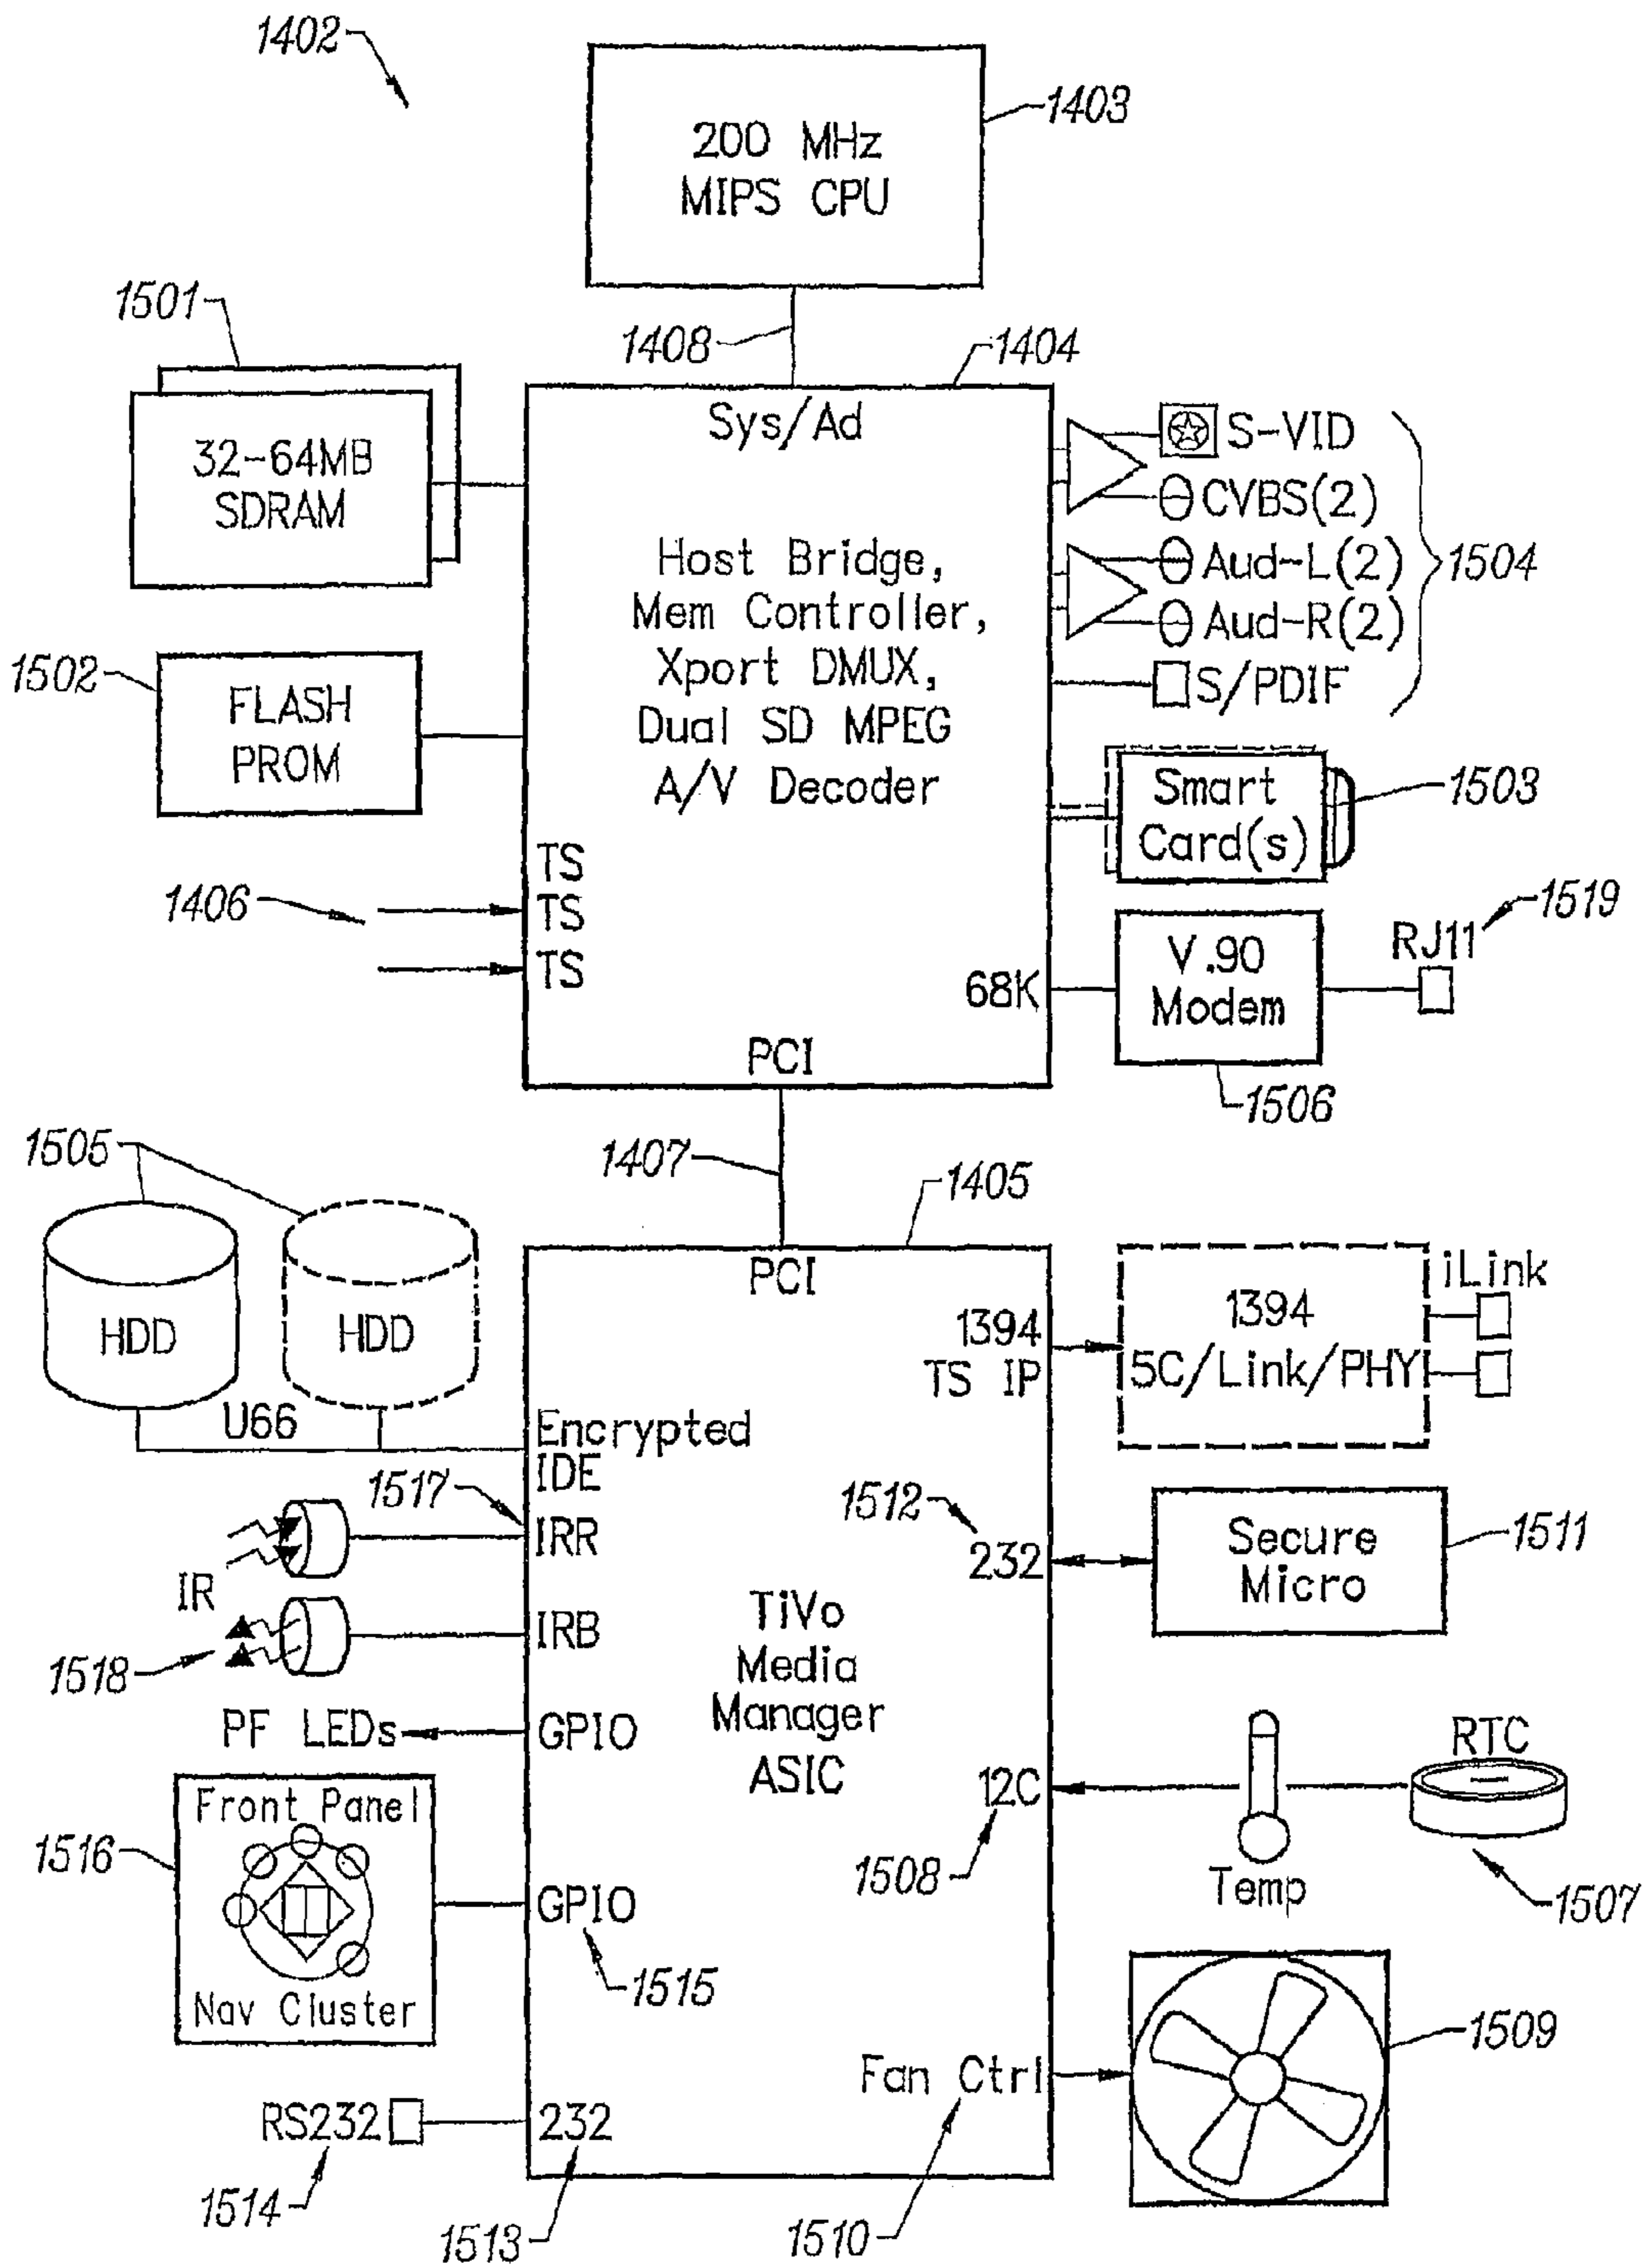 1402
1403
200 MHz
MIPS CPU
1501
1408
1404
32-64MB
SDRAM
Sys/Ad
S-VID
CVBS(2)
Aud-L(2)
Aud-R(2)
S/PDIF
1504
Host Bridge,
Mem Controller,
Xport DMUX,
Dual SD MPEG
A/V Decoder
1502
FLASH
PROM
Smart
Card(s)
1503
TS
TS
TS
1406
68K
V.90
Modem
RJ11
1519
PCI
1506
1505
1407
1405
HDD
HDD
U66
PCI
1394
TS IP
1394
5C/Link/PHY
iLink
Encrypted
IDE
1517
IRR
IR
IRB
1518
1512
232
Secure
Micro
1511
TiVo
Media
Manager
ASIC
PF LEDs
GPIO
12C
1508
Temp
RTC
1507
1516
Front Panel
Nav Cluster
GPIO
1515
Fan Ctrl
1509
RS232
232
1514
1513
1510